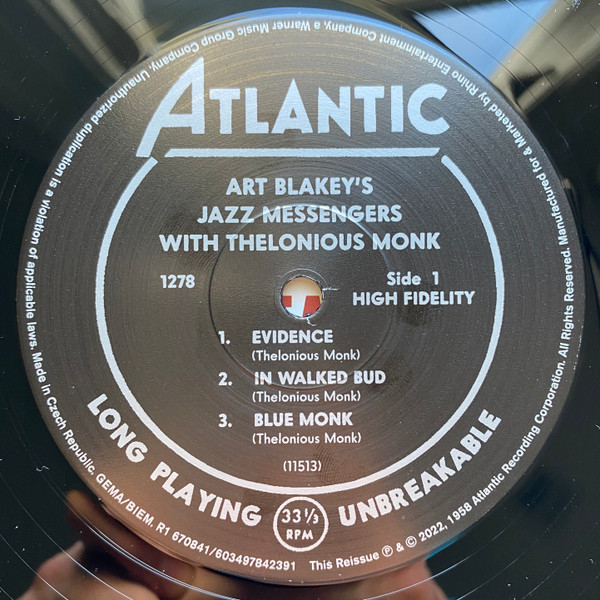 ATLANTIC
ART BLAKEY'S
JAZZ MESSENGERS
WITH THELONIOUS MONK
1278
Side 1
HIGH FIDELITY
1. EVIDENCE
(Thelonious Monk)
2. IN WALKED BUD
(Thelonious Monk)
3. BLUE MONK
(Thelonious Monk)
(11513)
LONG PLAYING
33 1/3
RPM
UNBREAKABLE
This Reissue ℗ & © 2022, 1958 Atlantic Recording Corporation. All Rights Reserved. Manufactured for & Marketed by Rhino Entertainment Company, a Warner Music Group Company. Unauthorized duplication is a violation of applicable laws. Made in Czech Republic. GEMA/BIEM. R1 670841/603497842391